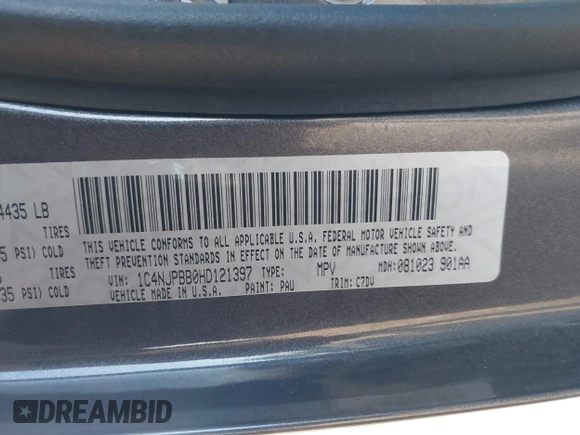 4435 LB
TIRES
5 PSI) COLD
TIRES
35 PSI) COLD
THIS VEHICLE CONFORMS TO ALL APPLICABLE U.S.A. FEDERAL MOTOR VEHICLE SAFETY AND
THEFT PREVENTION STANDARDS IN EFFECT ON THE DATE OF MANUFACTURE SHOWN ABOVE.
VIN: 1C4NJPBB0HD121397 TYPE: MPV MDH: 081023 901AA
VEHICLE MADE IN U.S.A. PAINT: PAU TRIM: C7DV
DREAMBID